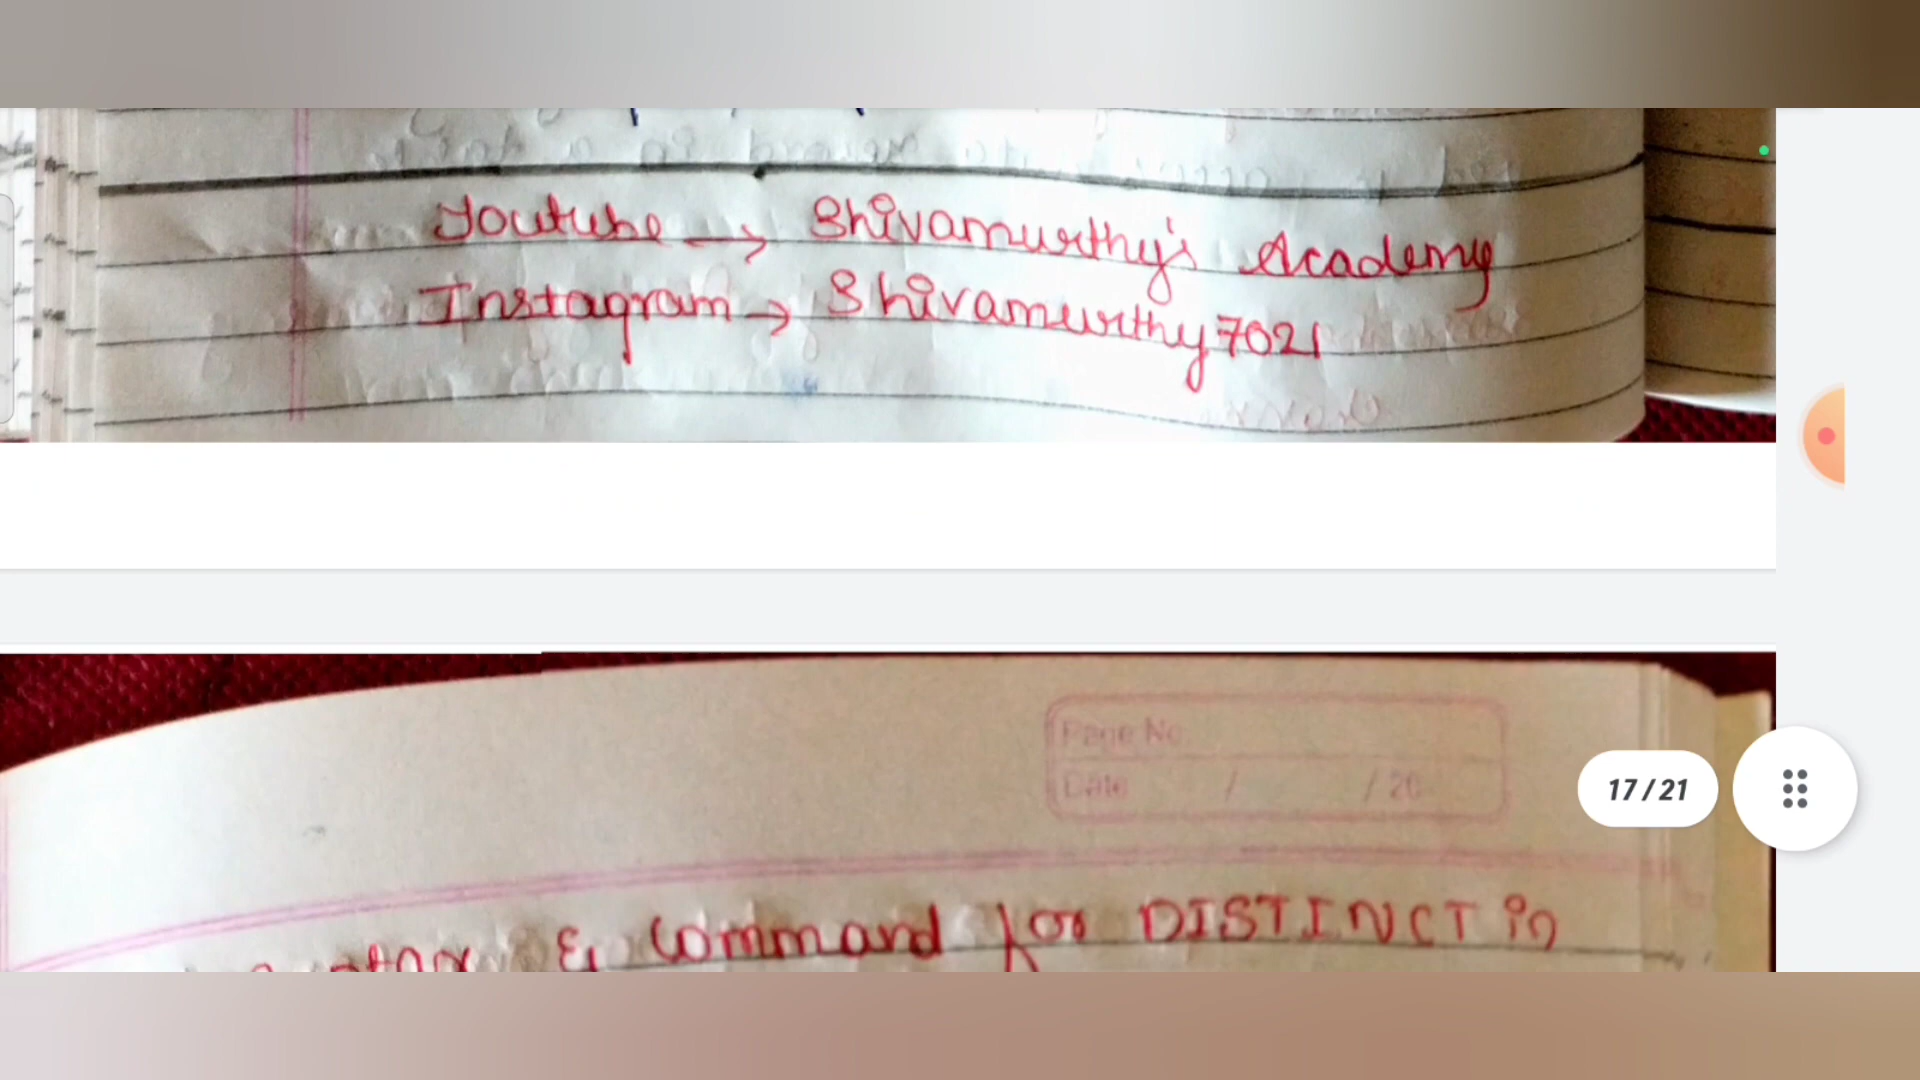 Youtube → Shivamurthy's Academy
Instagram → Shivamurthy7021
Page No
Date / / 20
17/21
& Command for DISTINCT in